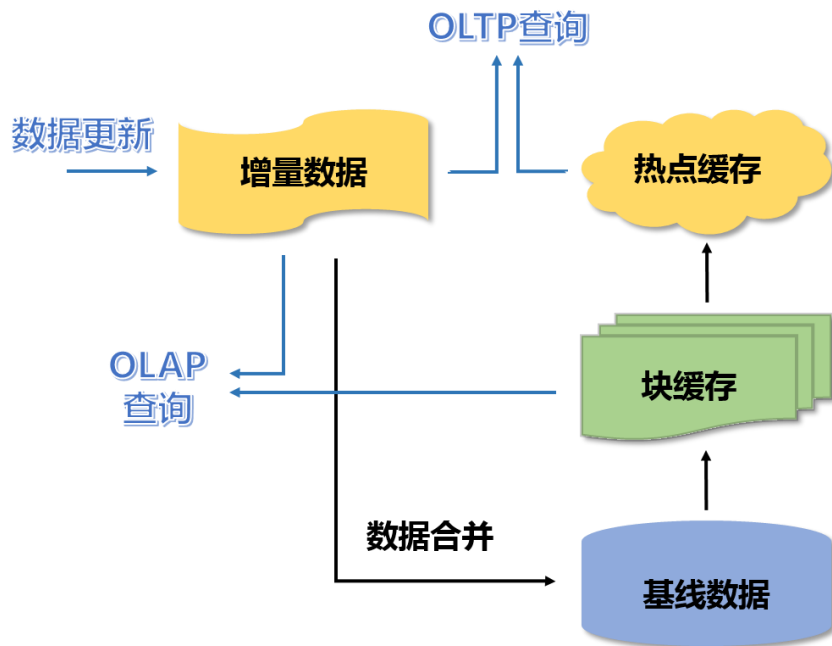 OLTP查询
数据更新
增量数据
热点缓存
OLAP
查询
块缓存
数据合并
基线数据